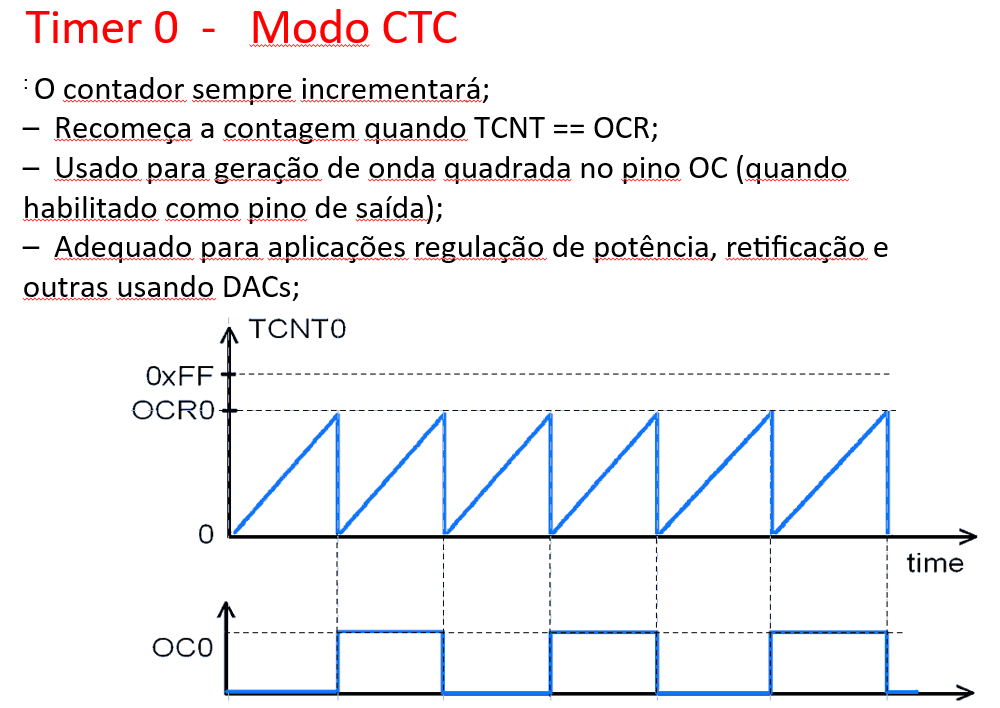 Timer 0 - Modo CTC
: O contador sempre incrementará;
– Recomeça a contagem quando TCNT == OCR;
– Usado para geração de onda quadrada no pino OC (quando
habilitado como pino de saída);
– Adequado para aplicações regulação de potência, retificação e
outras usando DACs;
TCNT0
0xFF
OCR0
0
time
OC0